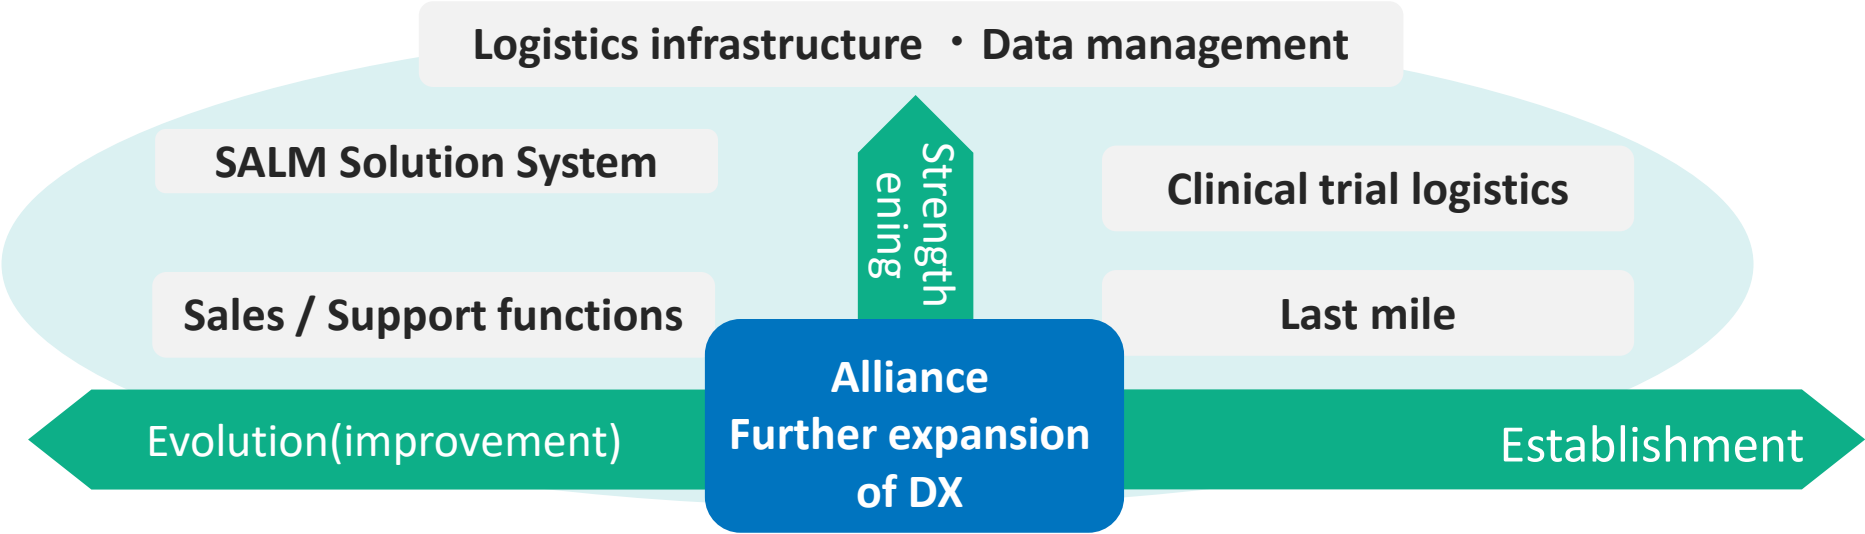 Logistics infrastructure ・ Data management
SALM Solution System
Clinical trial logistics
Strength
ening
Sales / Support functions
Last mile
Alliance
Further expansion
of DX
Evolution(improvement)
Establishment